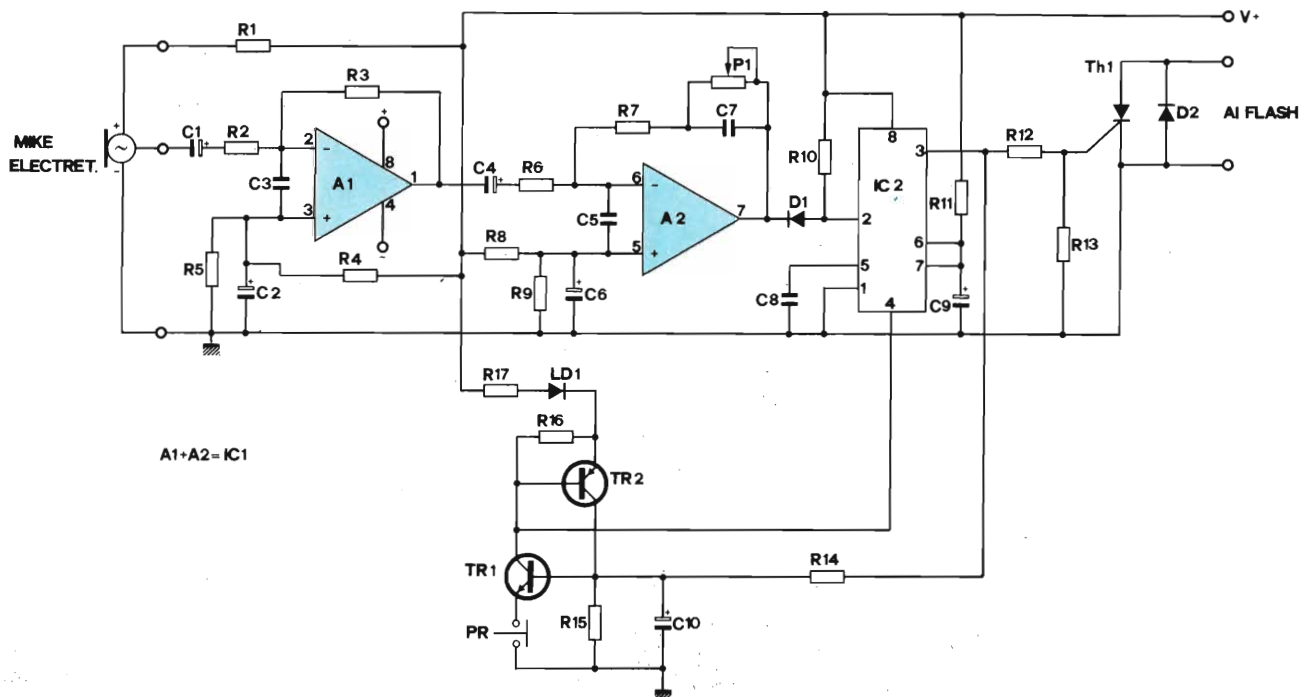 R1
V+
R3
P1
Th1
MIKE
ELECTRET.
C1
+
R2
2
-
+
8
A1
1
4
-
C3
3
+
R7
C7
R10
8
3
IC 2
R12
D2
AI FLASH
C4
+
R6
6
-
C5
A2
7
D1
2
R11
R13
R5
R4
C2
+
R8
5
+
R9
C6
+
C8
5
1
4
6
7
C9
+
+
-
R17
LD1
R16
A1+A2= IC1
TR2
TR1
R14
PR
R15
C10
+